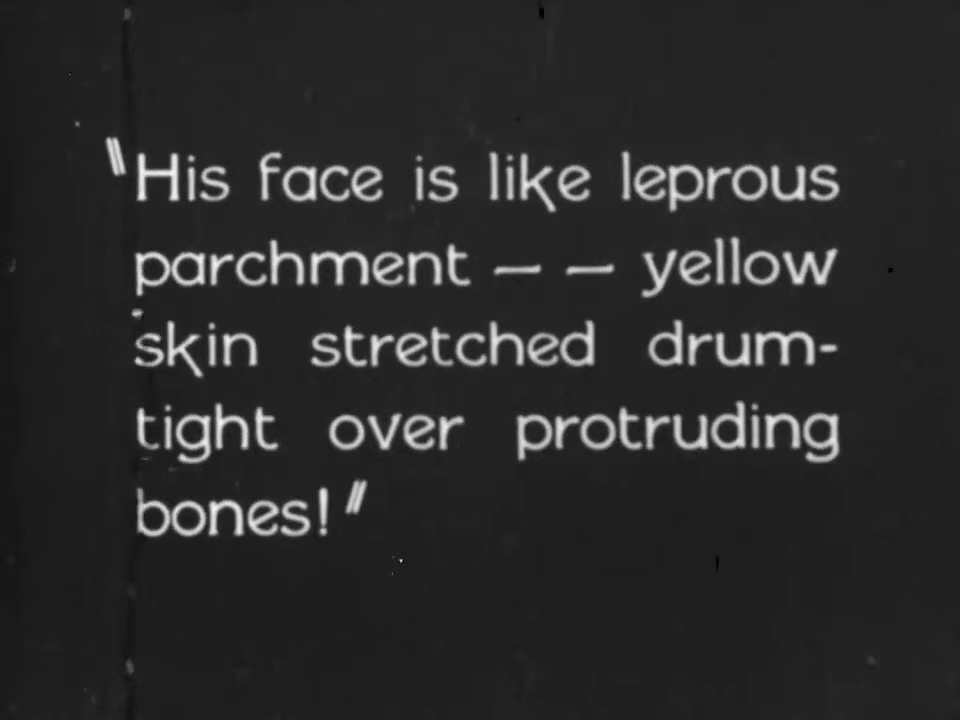 "His face is like leprous
parchment — — yellow
skin stretched drum-
tight over protruding
bones!"